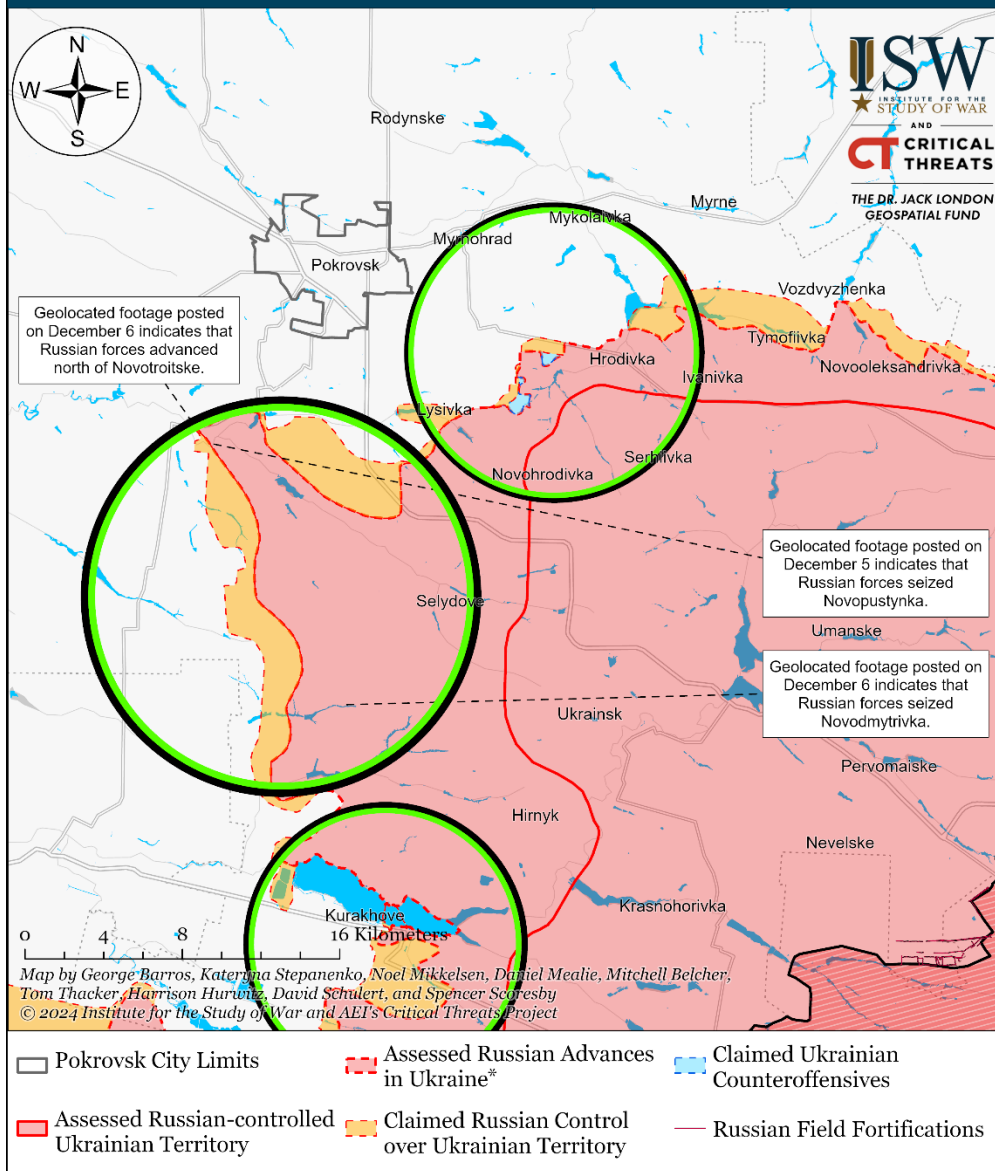 N
W E
S
ISW
INSTITUTE FOR THE
STUDY OF WAR
AND
CT CRITICAL
THREATS
THE DR. JACK LONDON
GEOSPATIAL FUND
Rodynske
Myrne
Mykolaivka
Myrnohrad
Pokrovsk
Vozdvyzhenka
Geolocated footage posted
on December 6 indicates that
Russian forces advanced
north of Novotroitske.
Tymofiivka
Hrodivka
Novooleksandrivka
Ivanivka
Lysivka
Serhiivka
Novohrodivka
Geolocated footage posted on
December 5 indicates that
Russian forces seized
Novopustynka.
Selydove
Umanske
Geolocated footage posted on
December 6 indicates that
Russian forces seized
Novodmytrivka.
Ukrainsk
Pervomaiske
Hirnyk
Nevelske
Krasnohorivka
Kurakhove
0 4 8 16 Kilometers
Map by George Barros, Kateryna Stepanenko, Noel Mikkelsen, Daniel Mealie, Mitchell Belcher,
Tom Thacker, Harrison Hurwitz, David Schulert, and Spencer Scoresby
© 2024 Institute for the Study of War and AEI's Critical Threats Project
Pokrovsk City Limits
Assessed Russian Advances
in Ukraine*
Claimed Ukrainian
Counteroffensives
Assessed Russian-controlled
Ukrainian Territory
Claimed Russian Control
over Ukrainian Territory
Russian Field Fortifications